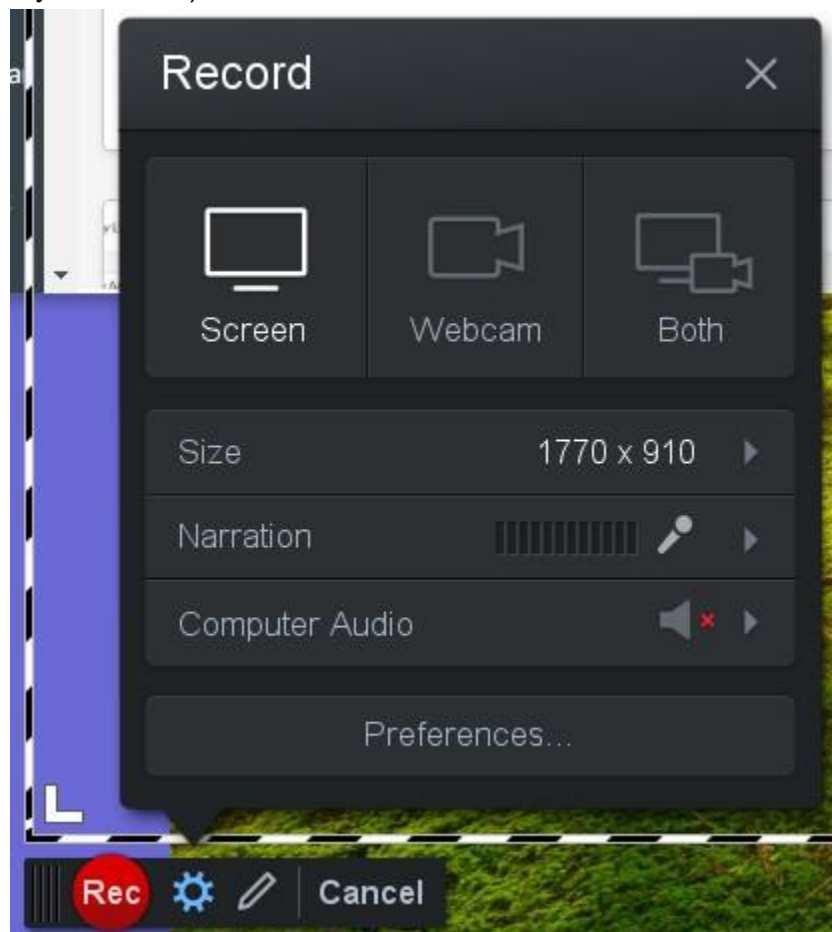 Record
Screen
Webcam
Both
Size
1770 x 910
Narration
Computer Audio
Preferences...
Rec
Cancel